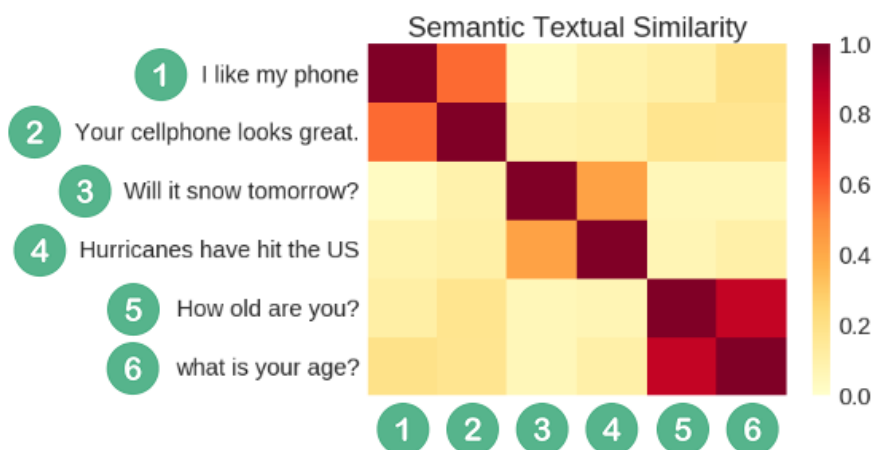 Semantic Textual Similarity
1 I like my phone
2 Your cellphone looks great.
3 Will it snow tomorrow?
4 Hurricanes have hit the US
5 How old are you?
6 what is your age?
1 2 3 4 5 6
1.0
0.8
0.6
0.4
0.2
0.0